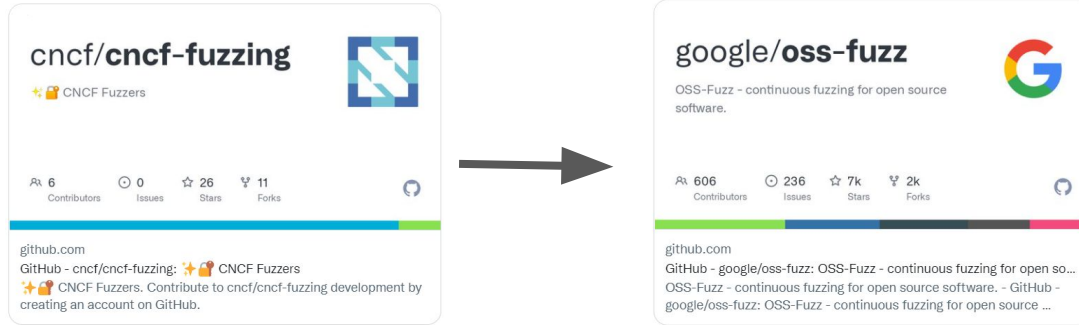 cncf/cncf-fuzzing
✨🔐 CNCF Fuzzers
6 Contributors
0 Issues
26 Stars
11 Forks
github.com
GitHub - cncf/cncf-fuzzing: ✨🔐 CNCF Fuzzers
✨🔐 CNCF Fuzzers. Contribute to cncf/cncf-fuzzing development by
creating an account on GitHub.
google/oss-fuzz
OSS-Fuzz - continuous fuzzing for open source
software.
606 Contributors
236 Issues
7k Stars
2k Forks
github.com
GitHub - google/oss-fuzz: OSS-Fuzz - continuous fuzzing for open so...
OSS-Fuzz - continuous fuzzing for open source software. - GitHub -
google/oss-fuzz: OSS-Fuzz - continuous fuzzing for open source ...